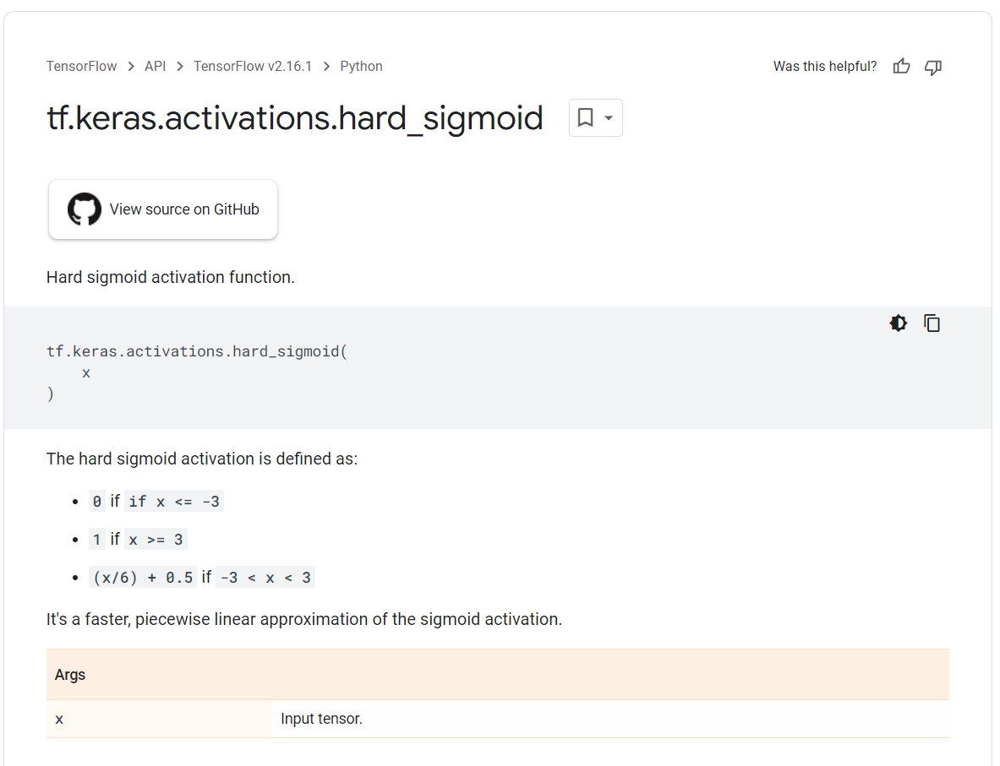 TensorFlow > API > TensorFlow v2.16.1 > Python
Was this helpful?
tf.keras.activations.hard_sigmoid
View source on GitHub
Hard sigmoid activation function.
tf.keras.activations.hard_sigmoid(
    x
)
The hard sigmoid activation is defined as:
• 0 if if x <= -3
• 1 if x >= 3
• (x/6) + 0.5 if -3 < x < 3
It's a faster, piecewise linear approximation of the sigmoid activation.
Args
x Input tensor.